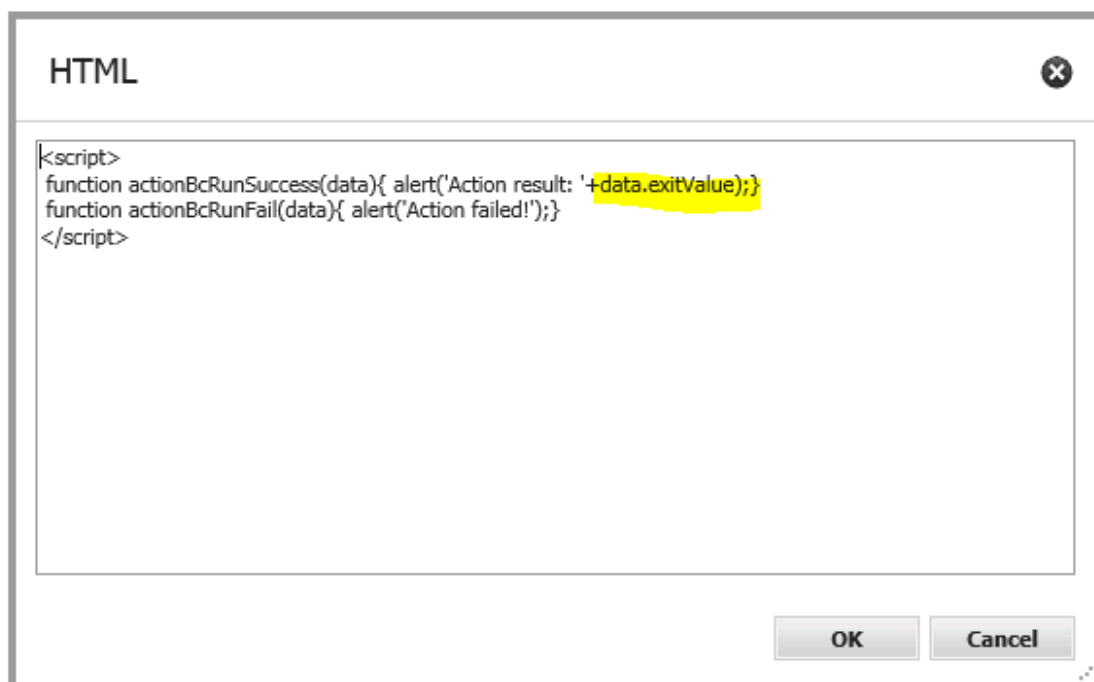 HTML
<script>
function actionBcRunSuccess(data){ alert('Action result: '+data.exitValue);}
function actionBcRunFail(data){ alert('Action failed!');}
</script>
OK
Cancel